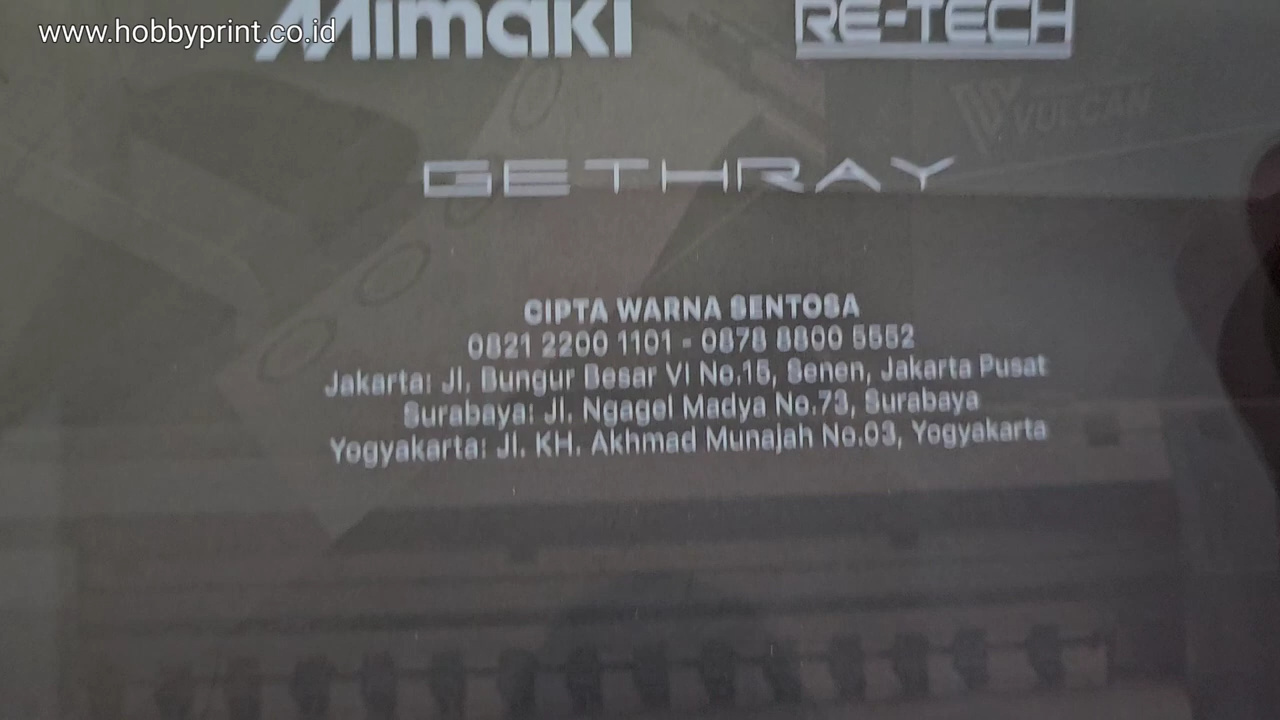 www.hobbyprint.co.id
Mimaki
RE-TECH
VULCAN
GETHRAY
CIPTA WARNA SENTOSA
0821 2200 1101 - 0878 8800 5552
Jakarta: Jl. Bungur Besar VI No.15, Senen, Jakarta Pusat
Surabaya: Jl. Ngagel Madya No.73, Surabaya
Yogyakarta: Jl. KH. Akhmad Munajah No.03, Yogyakarta